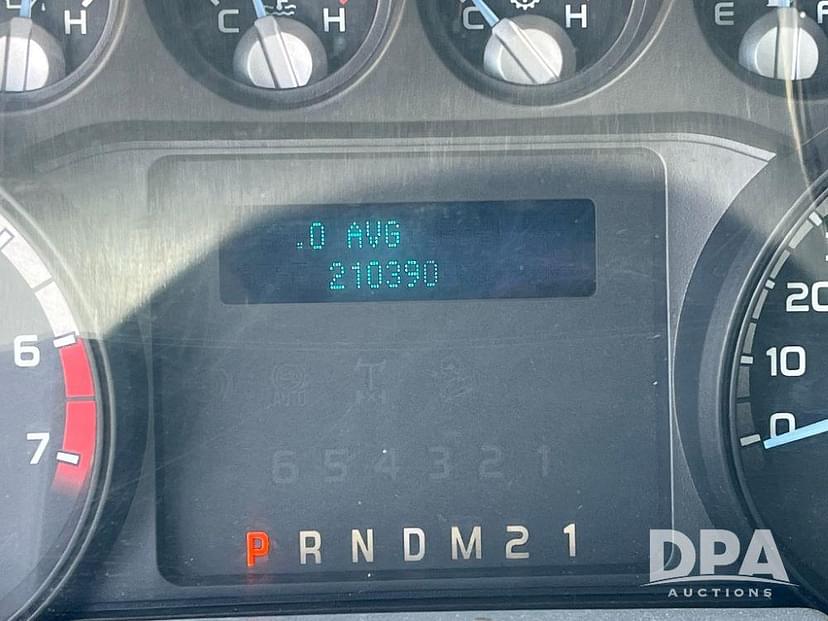 H C H C H E F
.0 AVG
210390
6
7
20
10
0
6 5 4 3 2 1
P R N D M 2 1
DPA
AUCTIONS